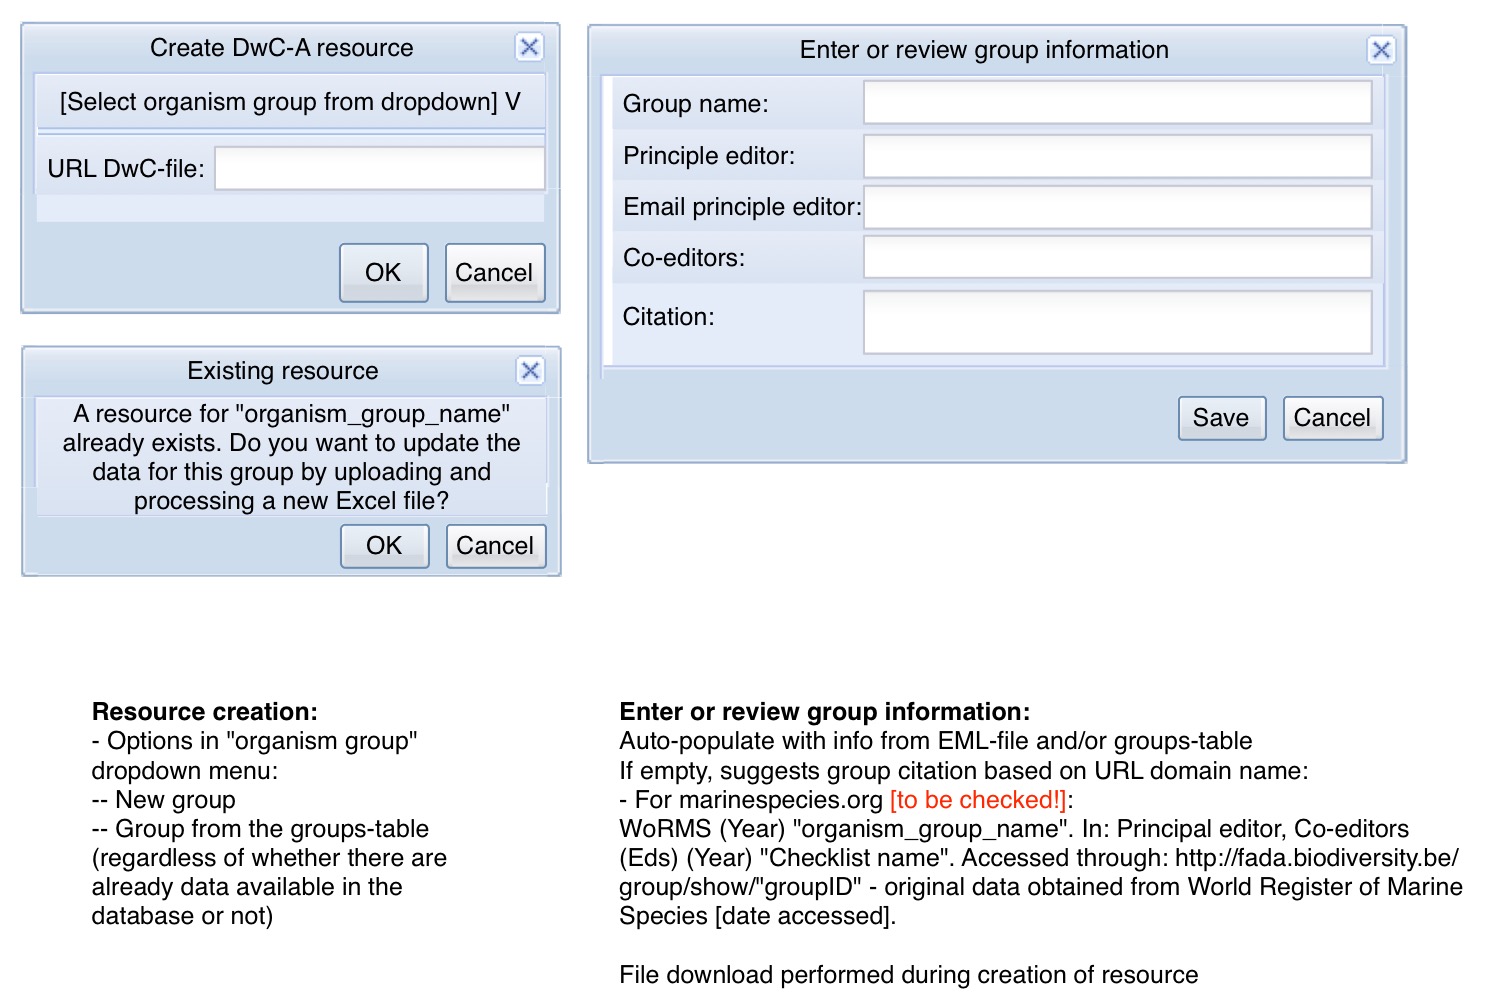 Create DwC-A resource
[Select organism group from dropdown] V
URL DwC-file:
OK
Cancel
Existing resource
A resource for "organism_group_name"
already exists. Do you want to update the
data for this group by uploading and
processing a new Excel file?
OK
Cancel
Enter or review group information
Group name:
Principle editor:
Email principle editor:
Co-editors:
Citation:
Save
Cancel
Resource creation:
- Options in "organism group"
dropdown menu:
-- New group
-- Group from the groups-table
(regardless of whether there are
already data available in the
database or not)
Enter or review group information:
Auto-populate with info from EML-file and/or groups-table
If empty, suggests group citation based on URL domain name:
- For marinespecies.org [to be checked!]:
WoRMS (Year) "organism_group_name". In: Principal editor, Co-editors
(Eds) (Year) "Checklist name". Accessed through: http://fada.biodiversity.be/
group/show/"groupID" - original data obtained from World Register of Marine
Species [date accessed].
File download performed during creation of resource